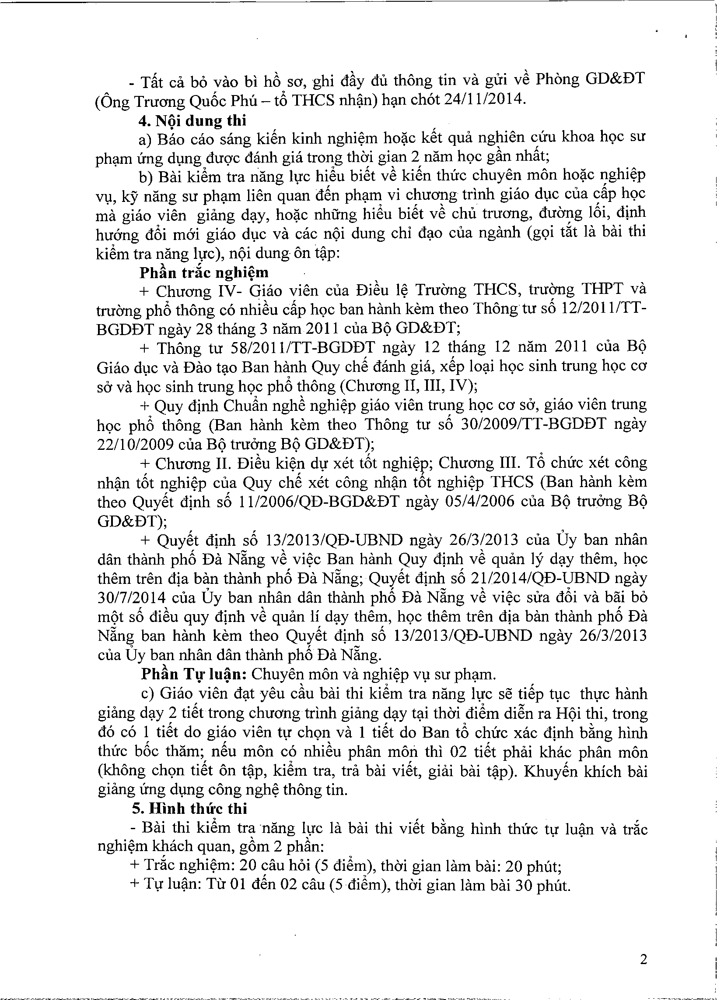 - Tất cả bỏ vào bì hồ sơ, ghi đầy đủ thông tin và gửi về Phòng GD&ĐT
(Ông Trương Quốc Phú – tổ THCS nhận) hạn chót 24/11/2014.
4. Nội dung thi
a) Báo cáo sáng kiến kinh nghiệm hoặc kết quả nghiên cứu khoa học sư
phạm ứng dụng được đánh giá trong thời gian 2 năm học gần nhất;
b) Bài kiểm tra năng lực hiểu biết về kiến thức chuyên môn hoặc nghiệp
vụ, kỹ năng sư phạm liên quan đến phạm vi chương trình giáo dục của cấp học
mà giáo viên giảng dạy, hoặc những hiểu biết về chủ trương, đường lối, định
hướng đổi mới giáo dục và các nội dung chỉ đạo của ngành (gọi tắt là bài thi
kiểm tra năng lực), nội dung ôn tập:
Phần trắc nghiệm
+ Chương IV- Giáo viên của Điều lệ Trường THCS, trường THPT và
trường phổ thông có nhiều cấp học ban hành kèm theo Thông tư số 12/2011/TT-
BGDĐT ngày 28 tháng 3 năm 2011 của Bộ GD&ĐT;
+ Thông tư 58/2011/TT-BGDĐT ngày 12 tháng 12 năm 2011 của Bộ
Giáo dục và Đào tạo Ban hành Quy chế đánh giá, xếp loại học sinh trung học cơ
sở và học sinh trung học phổ thông (Chương II, III, IV);
+ Quy định Chuẩn nghề nghiệp giáo viên trung học cơ sở, giáo viên trung
học phổ thông (Ban hành kèm theo Thông tư số 30/2009/TT-BGDĐT ngày
22/10/2009 của Bộ trưởng Bộ GD&ĐT);
+ Chương II. Điều kiện dự xét tốt nghiệp; Chương III. Tổ chức xét công
nhận tốt nghiệp của Quy chế xét công nhận tốt nghiệp THCS (Ban hành kèm
theo Quyết định số 11/2006/QĐ-BGD&ĐT ngày 05/4/2006 của Bộ trưởng Bộ
GD&ĐT);
+ Quyết định số 13/2013/QĐ-UBND ngày 26/3/2013 của Ủy ban nhân
dân thành phố Đà Nẵng về việc Ban hành Quy định về quản lý dạy thêm, học
thêm trên địa bàn thành phố Đà Nẵng; Quyết định số 21/2014/QĐ-UBND ngày
30/7/2014 của Ủy ban nhân dân thành phố Đà Nẵng về việc sửa đổi và bãi bỏ
một số điều quy định về quản lí dạy thêm, học thêm trên địa bàn thành phố Đà
Nẵng ban hành kèm theo Quyết định số 13/2013/QĐ-UBND ngày 26/3/2013
của Ủy ban nhân dân thành phố Đà Nẵng.
Phần Tự luận: Chuyên môn và nghiệp vụ sư phạm.
c) Giáo viên đạt yêu cầu bài thi kiểm tra năng lực sẽ tiếp tục thực hành
giảng dạy 2 tiết trong chương trình giảng dạy tại thời điểm diễn ra Hội thi, trong
đó có 1 tiết do giáo viên tự chọn và 1 tiết do Ban tổ chức xác định bằng hình
thức bốc thăm; nếu môn có nhiều phân môn thì 02 tiết phải khác phân môn
(không chọn tiết ôn tập, kiểm tra, trả bài viết, giải bài tập). Khuyến khích bài
giảng ứng dụng công nghệ thông tin.
5. Hình thức thi
- Bài thi kiểm tra năng lực là bài thi viết bằng hình thức tự luận và trắc
nghiệm khách quan, gồm 2 phần:
+ Trắc nghiệm: 20 câu hỏi (5 điểm), thời gian làm bài: 20 phút;
+ Tự luận: Từ 01 đến 02 câu (5 điểm), thời gian làm bài 30 phút.
2